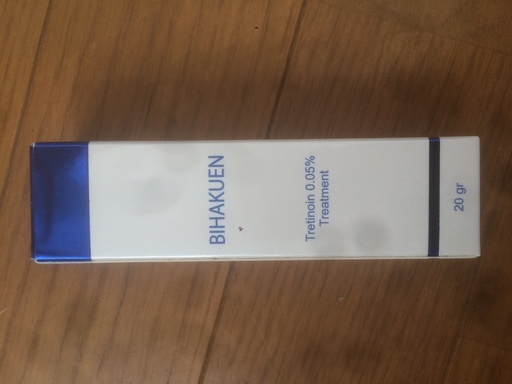 BIHAKUEN
Tretinoin 0.05%
Treatment
20 gr